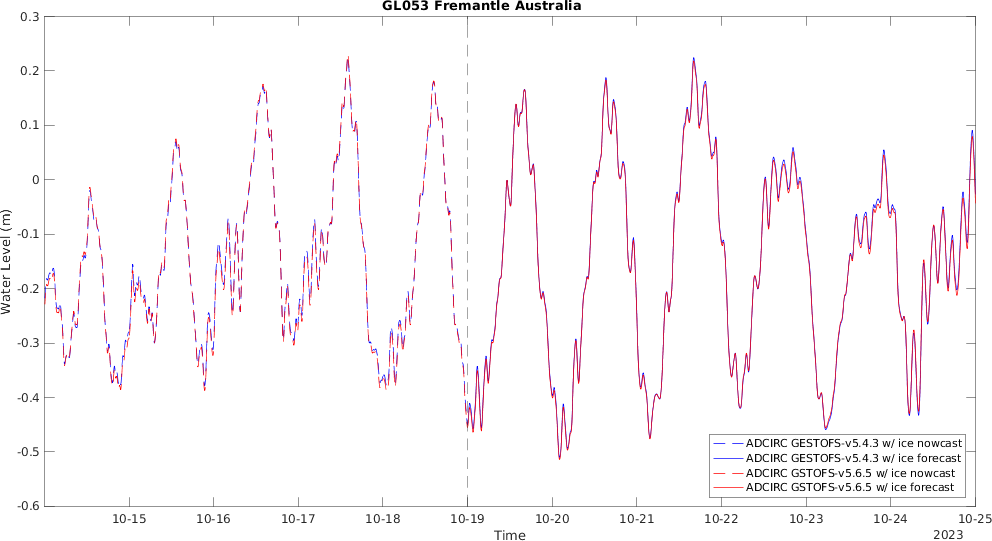 GL053 Fremantle Australia
0.3
0.2
0.1
0
-0.1
-0.2
-0.3
-0.4
-0.5
-0.6
Water Level (m)
ADCIRC GESTOFS-v5.4.3 w/ ice nowcast
ADCIRC GESTOFS-v5.4.3 w/ ice forecast
ADCIRC GSTOFS-v5.6.5 w/ ice nowcast
ADCIRC GSTOFS-v5.6.5 w/ ice forecast
10-15 10-16 10-17 10-18 10-19 10-20 10-21 10-22 10-23 10-24 10-25
Time
2023